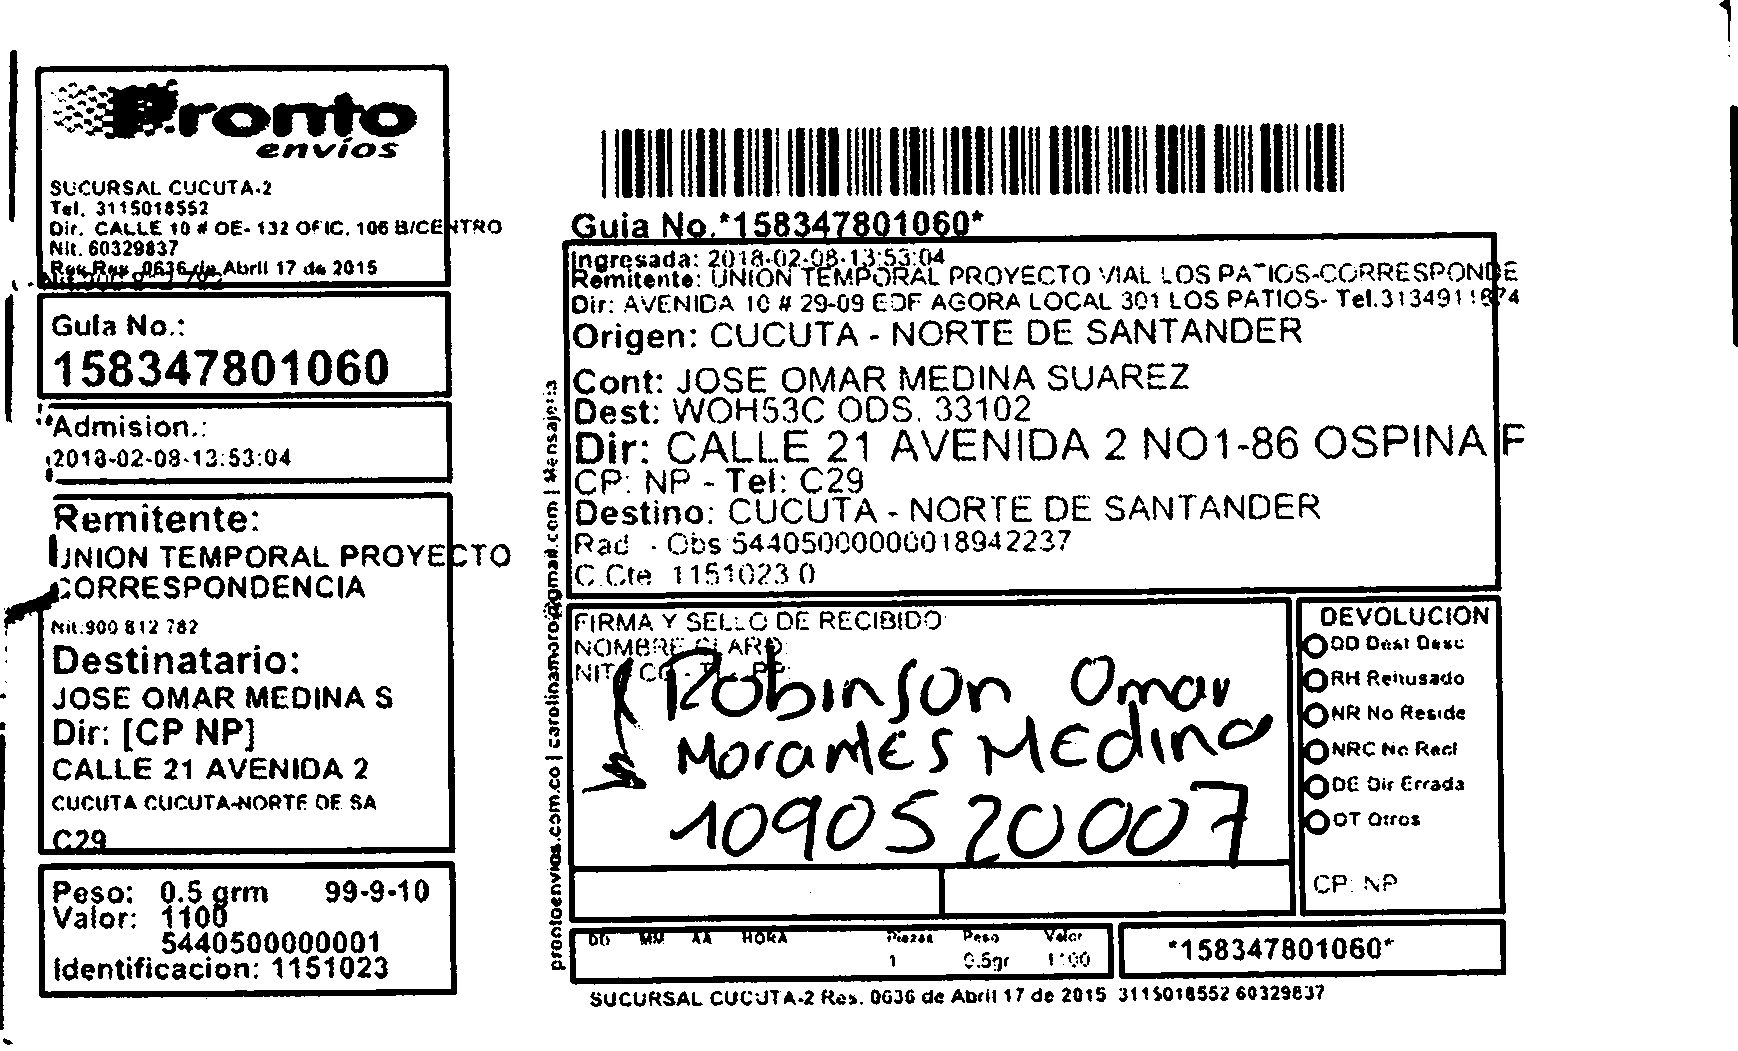 Pronto
envíos
SUCURSAL CUCUTA-2
Tel. 3115018552
Dir. CALLE 10 # OE- 132 OFIC. 106 B/CENTRO
Nit. 60329837
Res. 0636 de Abril 17 de 2015
Guia No.:
158347801060
Admision.:
2018-02-08-13:53:04
Remitente:
UNION TEMPORAL PROYECTO
CORRESPONDENCIA
Nit.900 812 782
Destinatario:
JOSE OMAR MEDINA S
Dir: [CP NP]
CALLE 21 AVENIDA 2
CUCUTA CUCUTA-NORTE DE SA
C29
Peso: 0.5 grm 99-9-10
Valor: 1100
5440500000001
Identificacion: 1151023
prontoenvios.com.co | carolinamaro@gmail.com | Mensajeria
Guia No.*158347801060*
Ingresada: 2018-02-08-13:53:04
Remitente: UNION TEMPORAL PROYECTO VIAL LOS PATIOS-CORRESPONDE
Dir: AVENIDA 10 # 29-09 EDF AGORA LOCAL 301 LOS PATIOS- Tel.3134911874
Origen: CUCUTA - NORTE DE SANTANDER
Cont: JOSE OMAR MEDINA SUAREZ
Dest: WOH53C ODS. 33102
Dir: CALLE 21 AVENIDA 2 NO1-86 OSPINA F
CP: NP - Tel: C29
Destino: CUCUTA - NORTE DE SANTANDER
Rad - Obs 54405000000018942237
C.Cte 1151023 0
FIRMA Y SELLO DE RECIBIDO
NOMBRE CLARO
NIT CC
Robinson Omar
Morantes Medina
1090520007
DEVOLUCION
DD Dest Desc
RH Rehusado
NR No Reside
NRC No Recl
DE Dir Errada
OT Otros
CP: NP
DD MM AA HORA Piezas Peso Valor
1 0.5gr 1100
*158347801060*
SUCURSAL CUCUTA-2 Res. 0636 de Abril 17 de 2015 3115018552 60329837